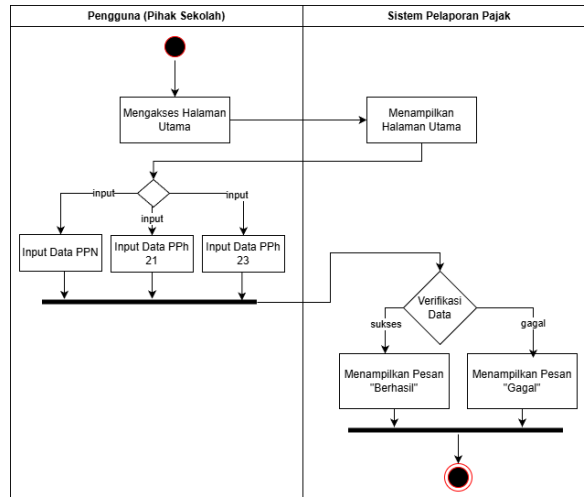 Pengguna (Pihak Sekolah)
Sistem Pelaporan Pajak
Mengakses Halaman
Utama
Menampilkan
Halaman Utama
input
input
input
Input Data PPN
Input Data PPh
21
Input Data PPh
23
Verifikasi
Data
sukses
gagal
Menampilkan Pesan
"Berhasil"
Menampilkan Pesan
"Gagal"